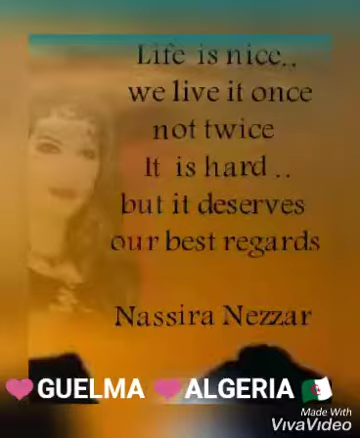 Life is nice..
we live it once
not twice
It is hard ..
but it deserves
our best regards
Nassira Nezzar
💗GUELMA 💗ALGERIA 🇩🇿
Made With
VivaVideo